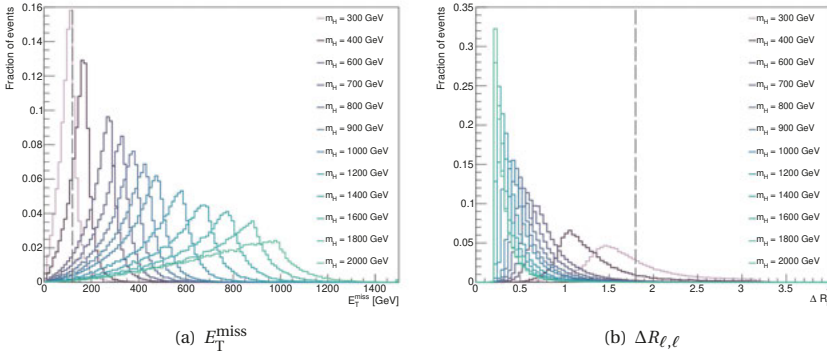 Fraction of events
0.16
0.14
0.12
0.1
0.08
0.06
0.04
0.02
0
0 200 400 600 800 1000 1200 1400
E_T^miss [GeV]
m_H = 300 GeV
m_H = 400 GeV
m_H = 600 GeV
m_H = 700 GeV
m_H = 800 GeV
m_H = 900 GeV
m_H = 1000 GeV
m_H = 1200 GeV
m_H = 1400 GeV
m_H = 1600 GeV
m_H = 1800 GeV
m_H = 2000 GeV
(a) E_T^miss
Fraction of events
0.35
0.3
0.25
0.2
0.15
0.1
0.05
0
0 0.5 1 1.5 2 2.5 3 3.5 4
Δ R
m_H = 300 GeV
m_H = 400 GeV
m_H = 600 GeV
m_H = 700 GeV
m_H = 800 GeV
m_H = 900 GeV
m_H = 1000 GeV
m_H = 1200 GeV
m_H = 1400 GeV
m_H = 1600 GeV
m_H = 1800 GeV
m_H = 2000 GeV
(b) ΔR_ℓ,ℓ